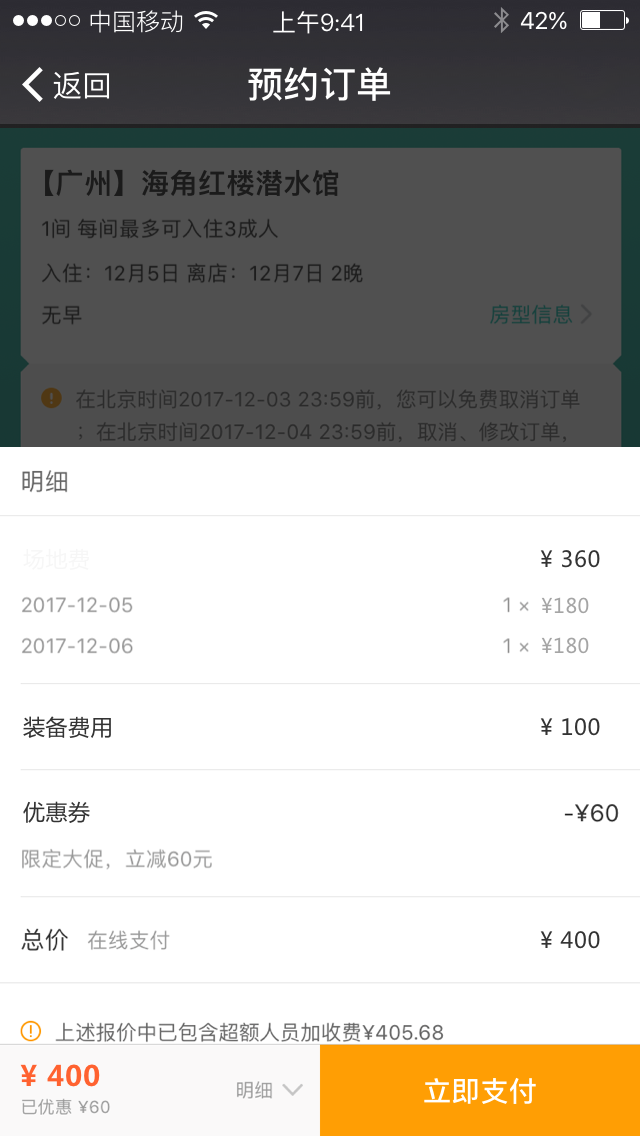 中国移动 上午9:41 42%
返回 预约订单
【广州】海角红楼潜水馆
1间 每间最多可入住3成人
入住：12月5日 离店：12月7日 2晚
无早 房型信息
在北京时间2017-12-03 23:59前，您可以免费取消订单
；在北京时间2017-12-04 23:59前，取消、修改订单，
明细
场地费 ¥ 360
2017-12-05 1 × ¥180
2017-12-06 1 × ¥180
装备费用 ¥ 100
优惠券 -¥60
限定大促，立减60元
总价 在线支付 ¥ 400
上述报价中已包含超额人员加收费¥405.68
¥ 400 明细 立即支付
已优惠 ¥60